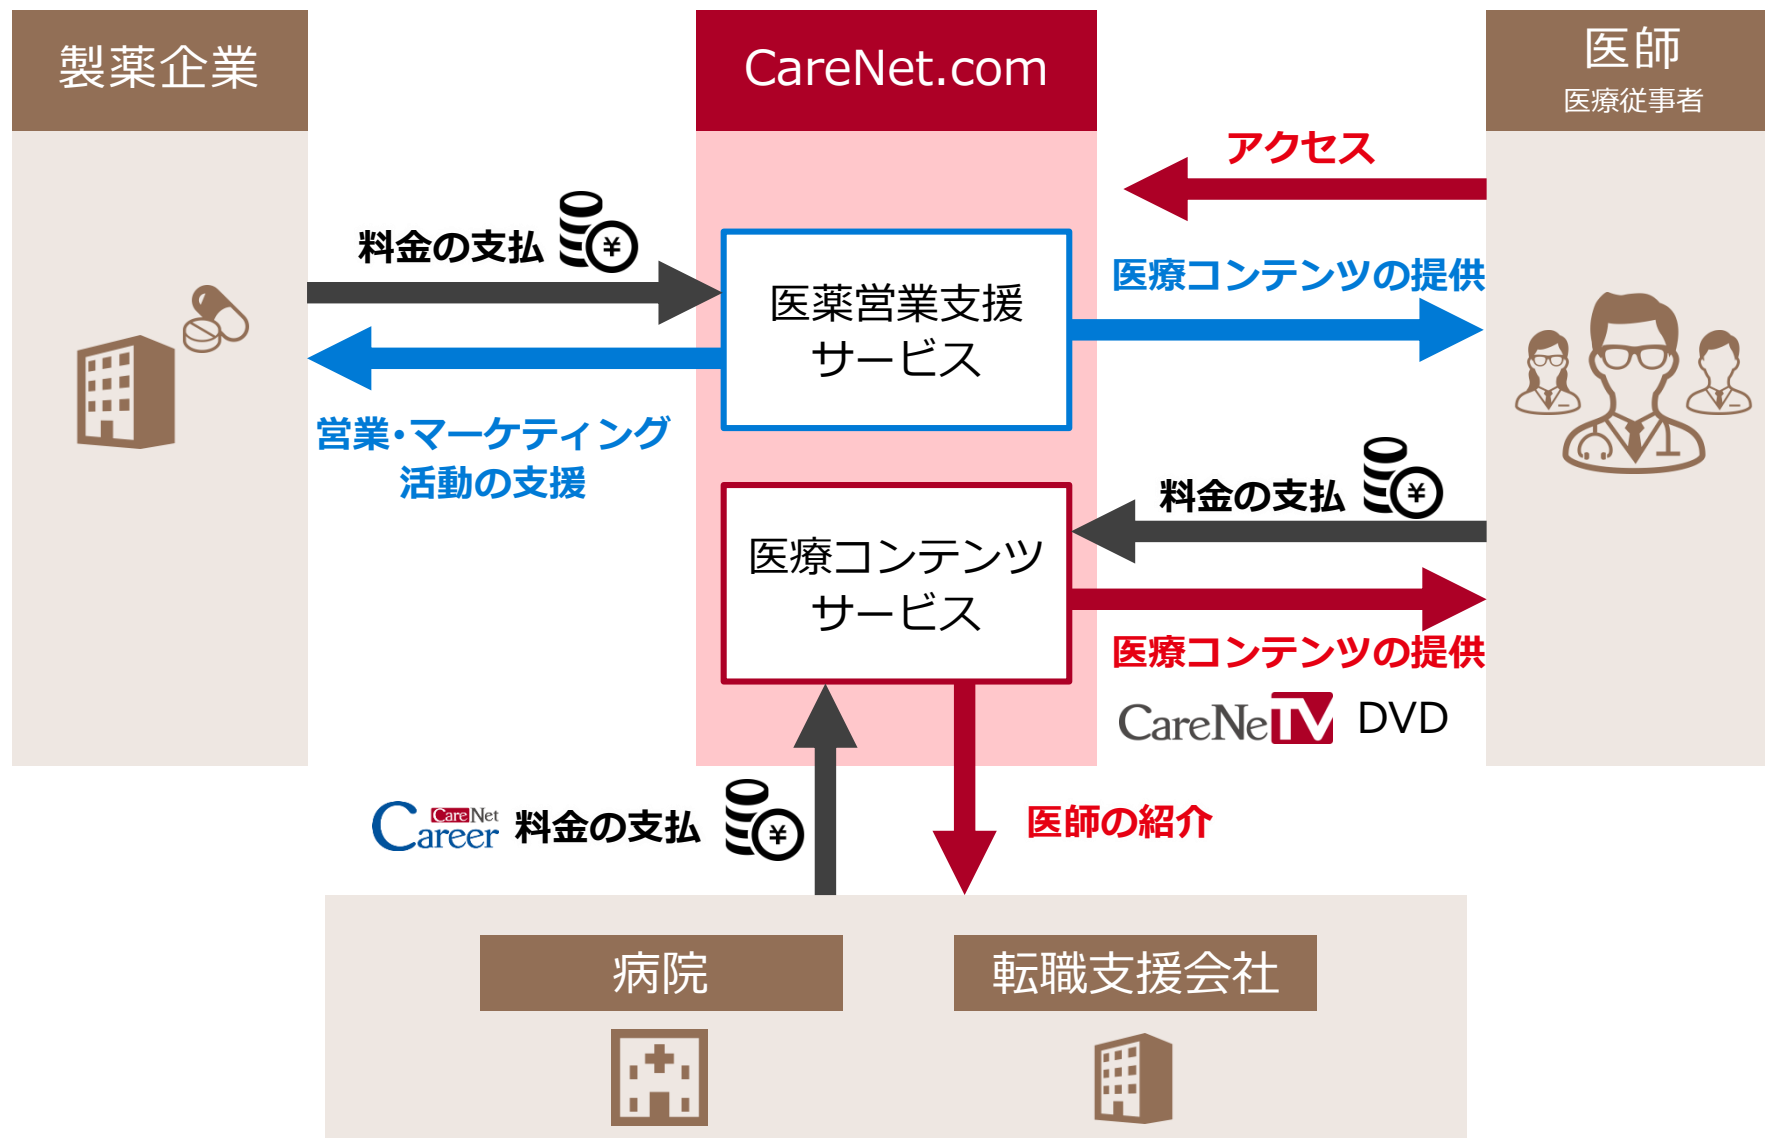 製薬企業
CareNet.com
医師
医療従事者
アクセス
料金の支払
¥
医療コンテンツの提供
医薬営業支援
サービス
営業・マーケティング
活動の支援
料金の支払
¥
医療コンテンツ
サービス
医療コンテンツの提供
CareNeTV DVD
CareNet
Career
料金の支払
¥
医師の紹介
病院
転職支援会社